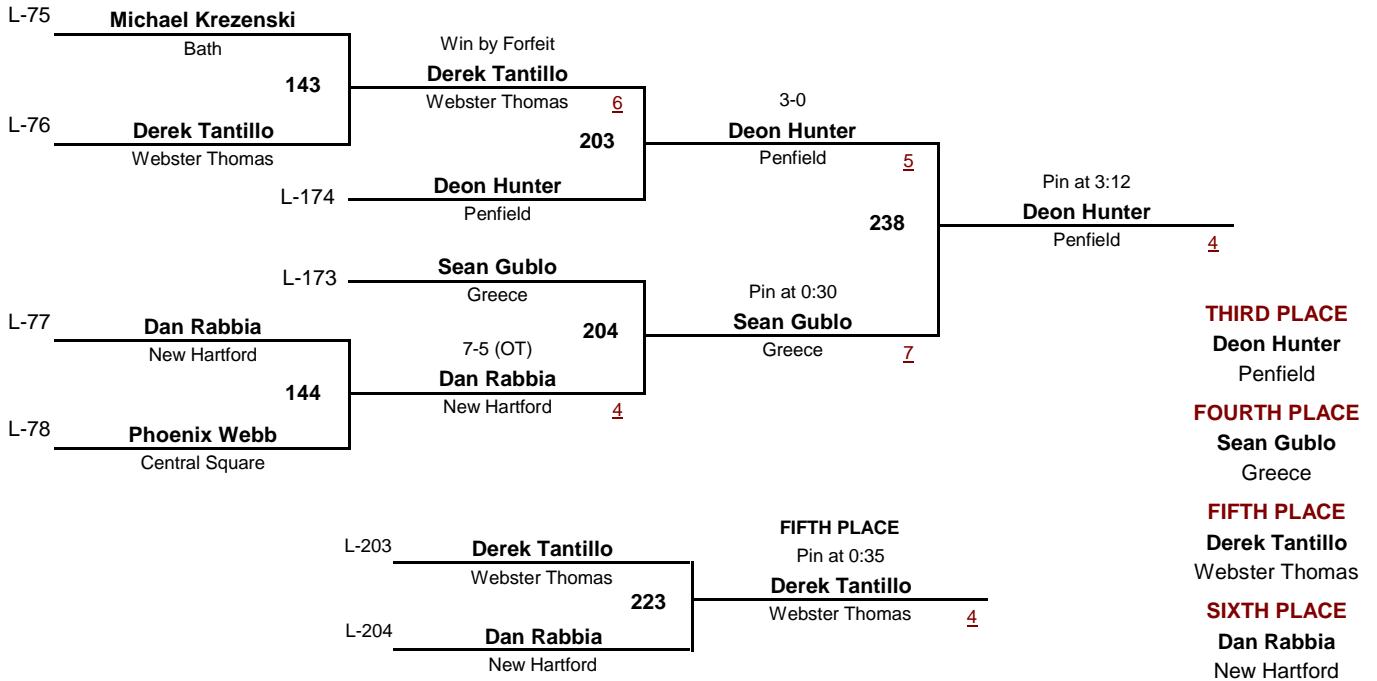 L-75
Michael Krezenski
Bath
143
L-76
Derek Tantillo
Webster Thomas
Win by Forfeit
Derek Tantillo
Webster Thomas
6
203
L-174
Deon Hunter
Penfield
3-0
Deon Hunter
Penfield
5
L-173
Sean Gublo
Greece
204
L-77
Dan Rabbia
New Hartford
144
L-78
Phoenix Webb
Central Square
7-5 (OT)
Dan Rabbia
New Hartford
4
Pin at 0:30
Sean Gublo
Greece
7
238
Pin at 3:12
Deon Hunter
Penfield
4
L-203
Derek Tantillo
Webster Thomas
223
L-204
Dan Rabbia
New Hartford
FIFTH PLACE
Pin at 0:35
Derek Tantillo
Webster Thomas
4
THIRD PLACE
Deon Hunter
Penfield
FOURTH PLACE
Sean Gublo
Greece
FIFTH PLACE
Derek Tantillo
Webster Thomas
SIXTH PLACE
Dan Rabbia
New Hartford